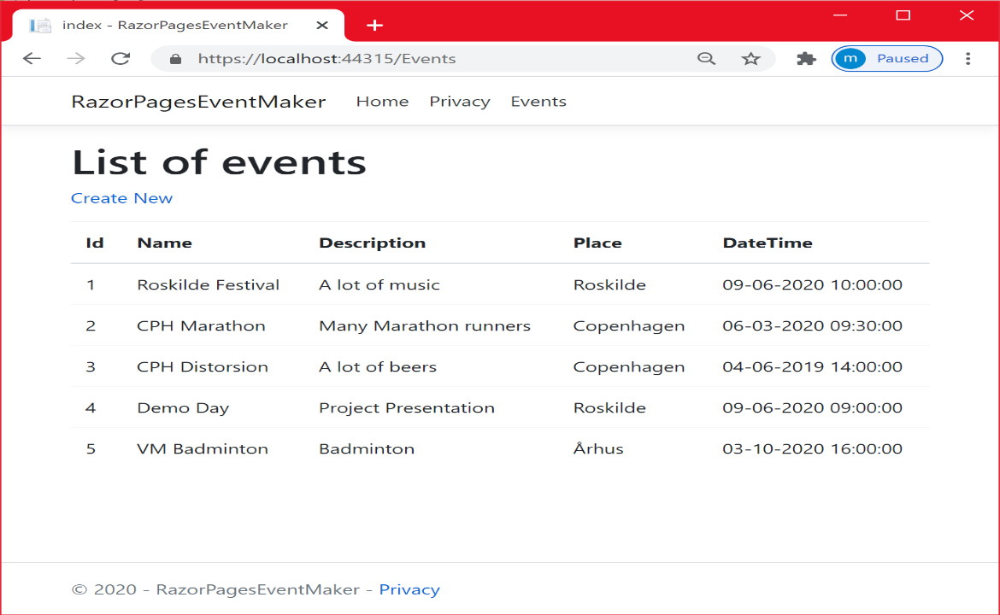 index - RazorPagesEventMaker
https://localhost:44315/Events
m Paused
RazorPagesEventMaker Home Privacy Events
List of events
Create New
Id Name Description Place DateTime
1 Roskilde Festival A lot of music Roskilde 09-06-2020 10:00:00
2 CPH Marathon Many Marathon runners Copenhagen 06-03-2020 09:30:00
3 CPH Distorsion A lot of beers Copenhagen 04-06-2019 14:00:00
4 Demo Day Project Presentation Roskilde 09-06-2020 09:00:00
5 VM Badminton Badminton Århus 03-10-2020 16:00:00
© 2020 - RazorPagesEventMaker - Privacy